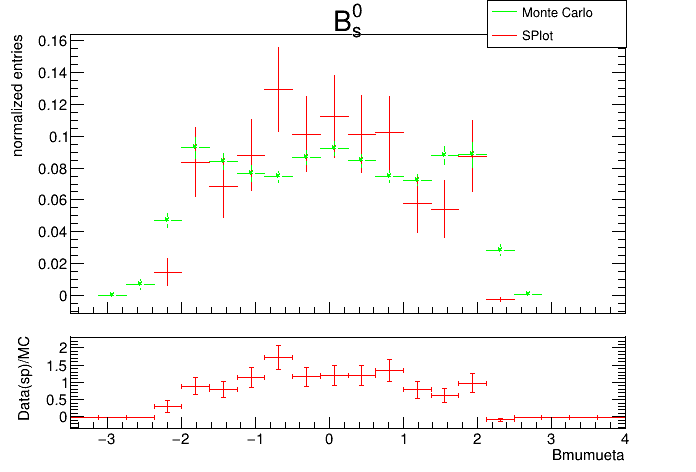 B_s^0
Monte Carlo
SPlot
normalized entries
0.16
0.14
0.12
0.1
0.08
0.06
0.04
0.02
0
Data(sp)/MC
2
1.5
1
0.5
0
−3 −2 −1 0 1 2 3 4
Bmumueta